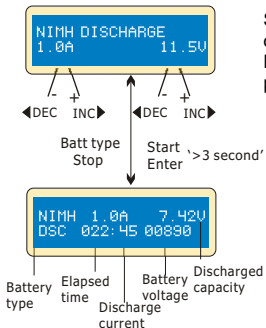 NIMH DISCHARGE
1.0A 11.5V
- + - +
◀DEC INC▶ ◀DEC INC▶
Batt type
Stop
Start
Enter
'>3 second'
NIMH 1.0A 7.42V
DSC 022:45 00890
Battery
type
Elapsed
time
Discharge
current
Battery
voltage
Discharged
capacity